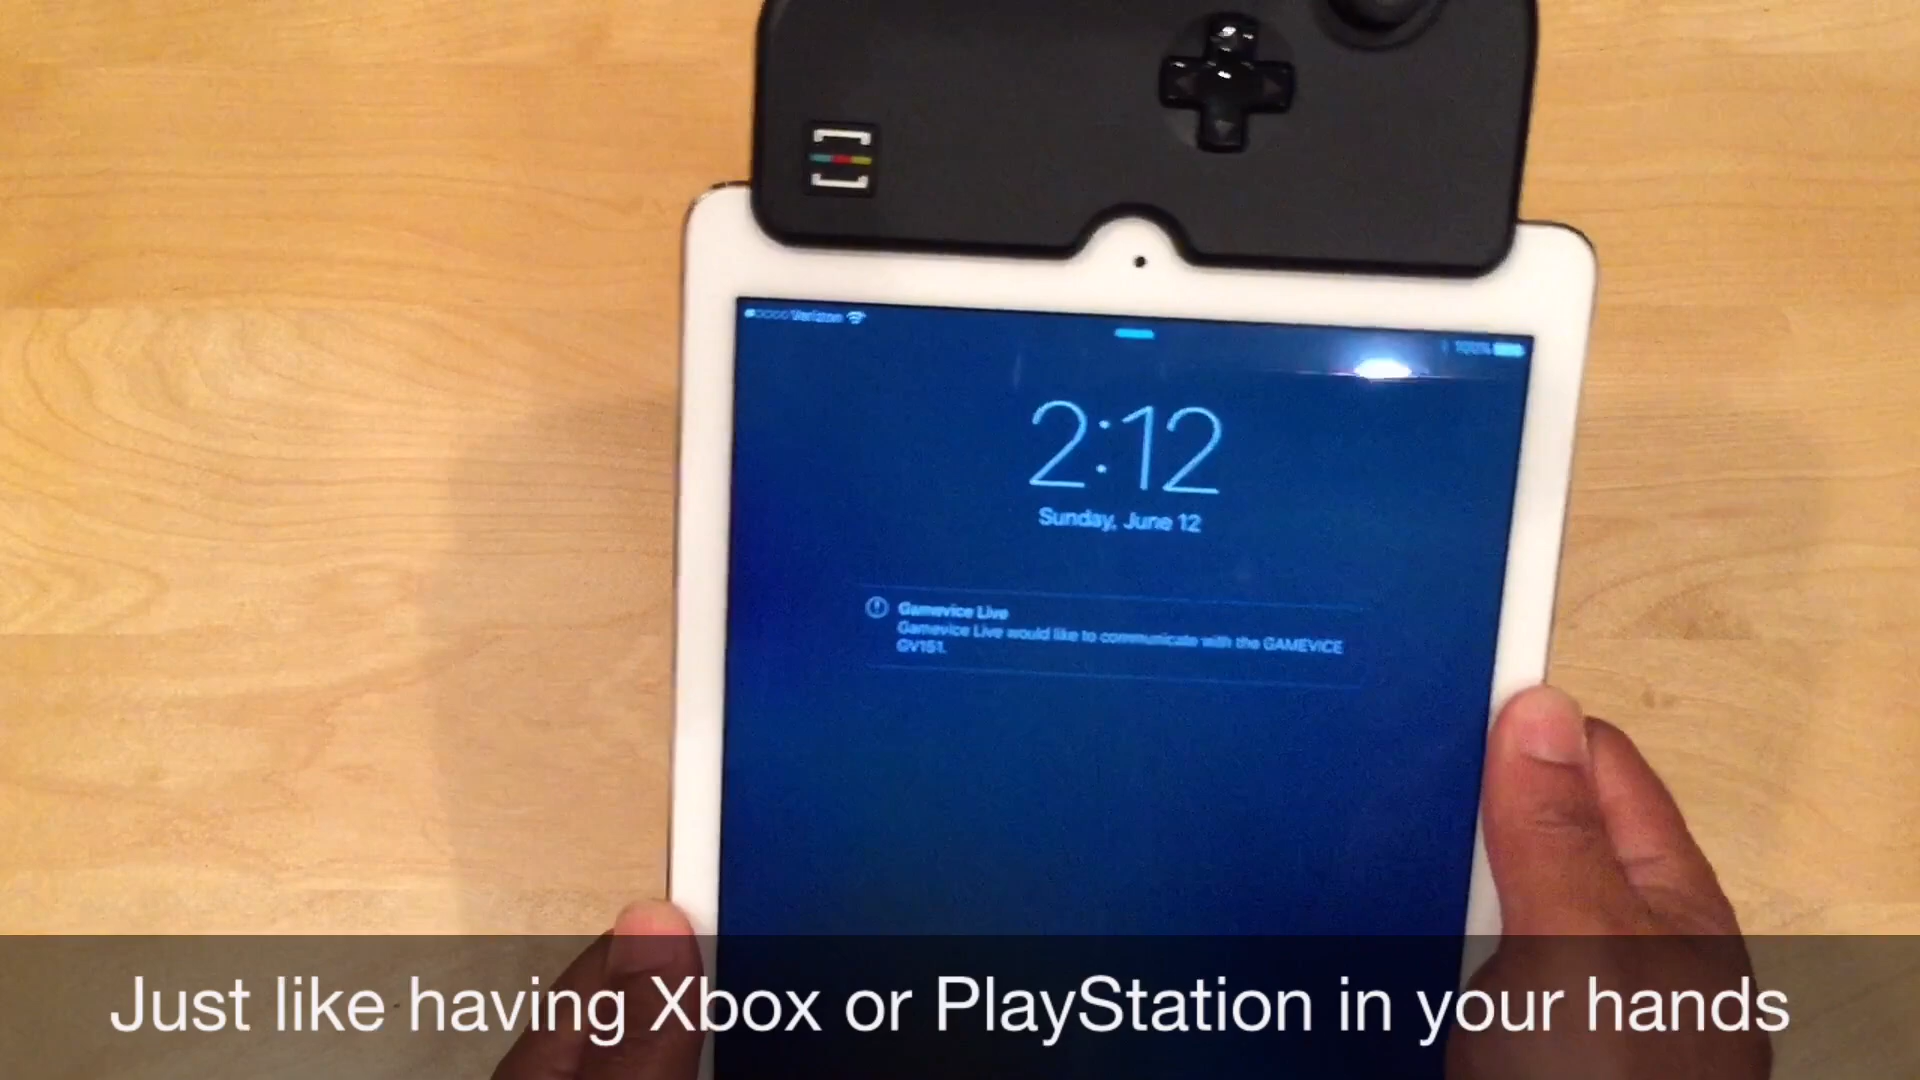 Verizon
100%
2:12
Sunday, June 12
Gamevice Live
Gamevice Live would like to communicate with the GAMEVICE
GV151.
Just like having Xbox or PlayStation in your hands